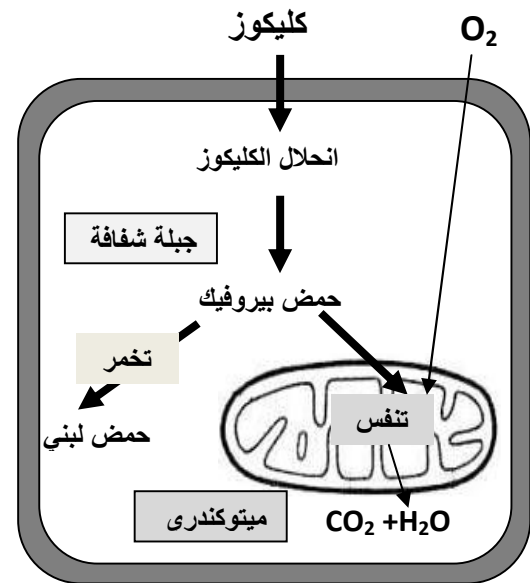 كليكوز
O₂
انحلال الكليكوز
جبلة شفافة
حمض بيروفيك
تخمر
تنفس
حمض لبني
ميتوكندرى
CO₂ +H₂O